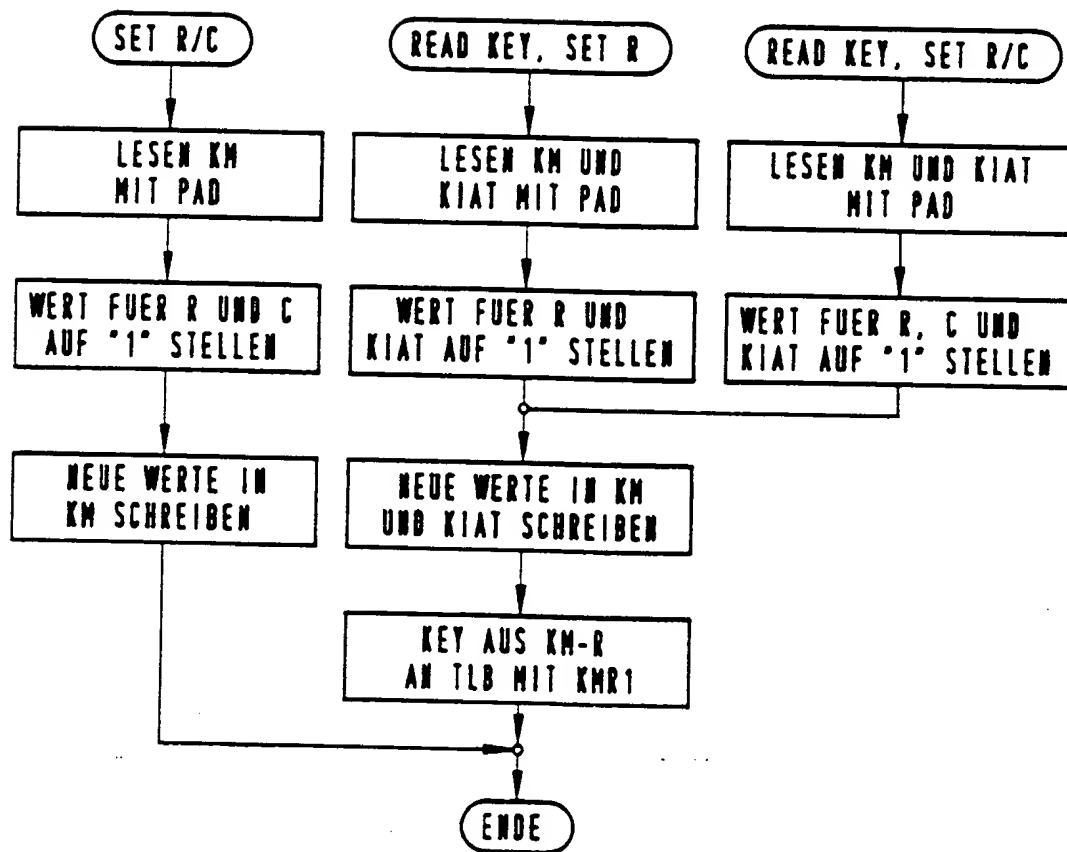 SET R/C
LESEN KM
MIT PAD
WERT FUER R UND C
AUF "1" STELLEN
NEUE WERTE IN
KM SCHREIBEN
READ KEY, SET R
LESEN KM UND
KIAT MIT PAD
WERT FUER R UND
KIAT AUF "1" STELLEN
NEUE WERTE IN KM
UND KIAT SCHREIBEN
KEY AUS KM-R
AN TLB MIT KMR1
READ KEY, SET R/C
LESEN KM UND KIAT
MIT PAD
WERT FUER R, C UND
KIAT AUF "1" STELLEN
ENDE